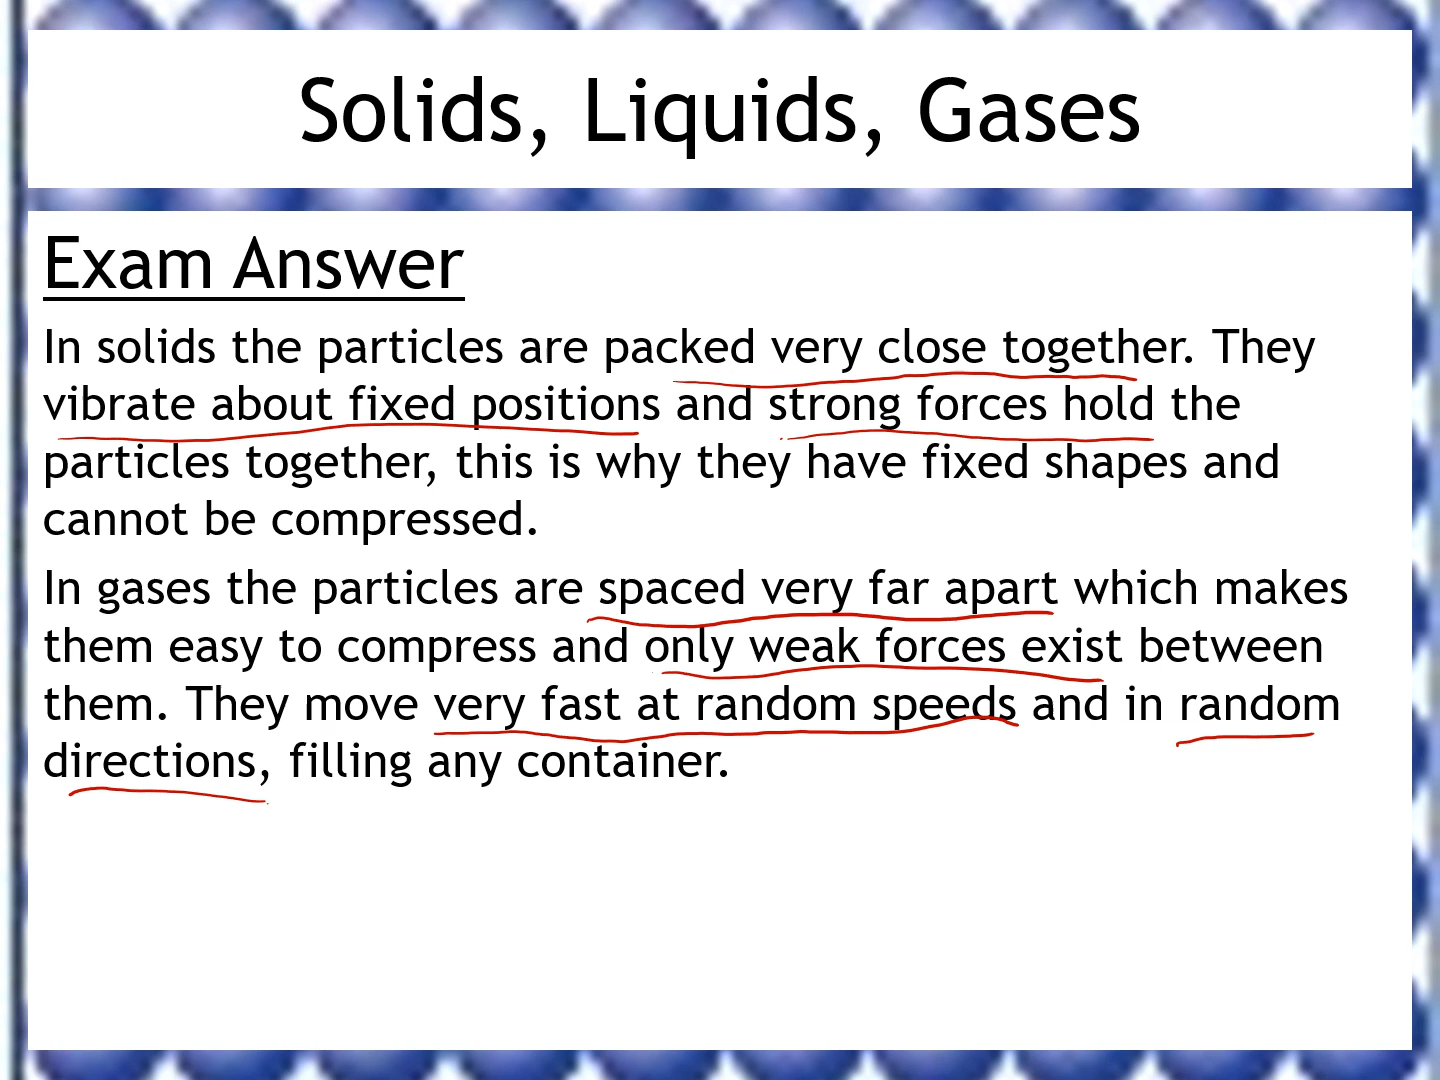 Solids, Liquids, Gases
Exam Answer
In solids the particles are packed very close together. They
vibrate about fixed positions and strong forces hold the
particles together, this is why they have fixed shapes and
cannot be compressed.
In gases the particles are spaced very far apart which makes
them easy to compress and only weak forces exist between
them. They move very fast at random speeds and in random
directions, filling any container.